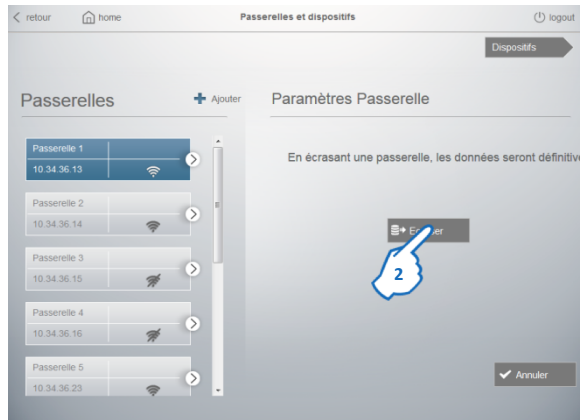 retour
home
Passerelles et dispositifs
logout
Dispositifs
Passerelles
Ajouter
Paramètres Passerelle
Passerelle 1
10.34.36.13
En écrasant une passerelle, les données seront définitive
Passerelle 2
10.34.36.14
2
Passerelle 3
10.34.36.15
Passerelle 4
10.34.36.16
Passerelle 5
10.34.36.23
Annuler